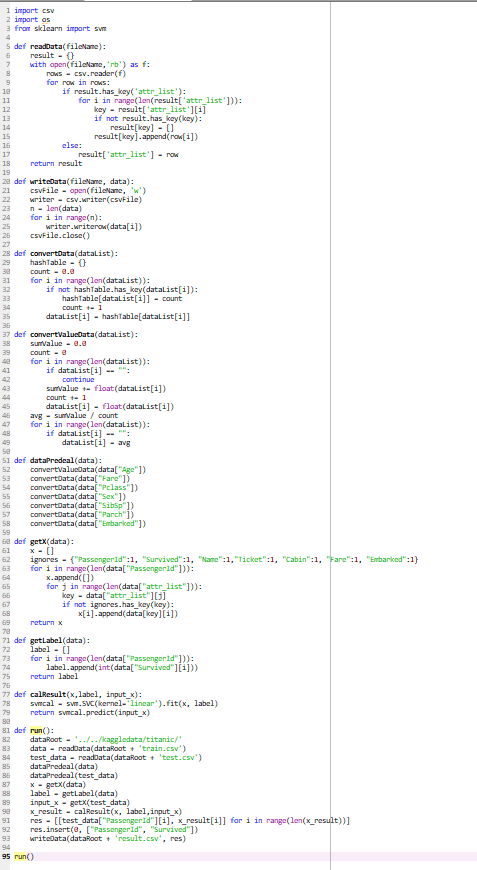 1 import csv
2 import os
3 from sklearn import svm
4
5 def readData(fileName):
6     result = {}
7     with open(fileName,'rb') as f:
8         rows = csv.reader(f)
9         for row in rows:
10             if result.has_key('attr_list'):
11                 for i in range(len(result['attr_list'])):
12                     key = result['attr_list'][i]
13                     if not result.has_key(key):
14                         result[key] = []
15                     result[key].append(row[i])
16             else:
17                 result['attr_list'] = row
18     return result
19
20 def writeData(fileName, data):
21     csvFile = open(fileName, 'w')
22     writer = csv.writer(csvFile)
23     n = len(data)
24     for i in range(n):
25         writer.writerow(data[i])
26     csvFile.close()
27
28 def convertData(dataList):
29     hashTable = {}
30     count = 0.0
31     for i in range(len(dataList)):
32         if not hashTable.has_key(dataList[i]):
33             hashTable[dataList[i]] = count
34             count += 1
35         dataList[i] = hashTable[dataList[i]]
36
37 def convertValueData(dataList):
38     sumValue = 0.0
39     count = 0
40     for i in range(len(dataList)):
41         if dataList[i] == "":
42             continue
43         sumValue += float(dataList[i])
44         count += 1
45         dataList[i] = float(dataList[i])
46     avg = sumValue / count
47     for i in range(len(dataList)):
48         if dataList[i] == "":
49             dataList[i] = avg
50
51 def dataPredeal(data):
52     convertValueData(data["Age"])
53     convertData(data["Fare"])
54     convertData(data["Pclass"])
55     convertData(data["Sex"])
56     convertData(data["SibSp"])
57     convertData(data["Parch"])
58     convertData(data["Embarked"])
59
60 def getX(data):
61     x = []
62     ignores = {"PassengerId":1, "Survived":1, "Name":1,"Ticket":1, "Cabin":1, "Fare":1, "Embarked":1}
63     for i in range(len(data["PassengerId"])):
64         x.append([])
65         for j in range(len(data["attr_list"])):
66             key = data["attr_list"][j]
67             if not ignores.has_key(key):
68                 x[i].append(data[key][i])
69     return x
70
71 def getLabel(data):
72     label = []
73     for i in range(len(data["PassengerId"])):
74         label.append(int(data["Survived"][i]))
75     return label
76
77 def calResult(x,label, input_x):
78     svmcal = svm.SVC(kernel='linear').fit(x, label)
79     return svmcal.predict(input_x)
80
81 def run():
82     dataRoot = '../../kaggledata/titanic/'
83     data = readData(dataRoot + 'train.csv')
84     test_data = readData(dataRoot + 'test.csv')
85     dataPredeal(data)
86     dataPredeal(test_data)
87     x = getX(data)
88     label = getLabel(data)
89     input_x = getX(test_data)
90     x_result = calResult(x, label,input_x)
91     res = [[test_data["PassengerId"][i], x_result[i]] for i in range(len(x_result))]
92     res.insert(0, ["PassengerId", "Survived"])
93     writeData(dataRoot + 'result.csv', res)
94
95 run()